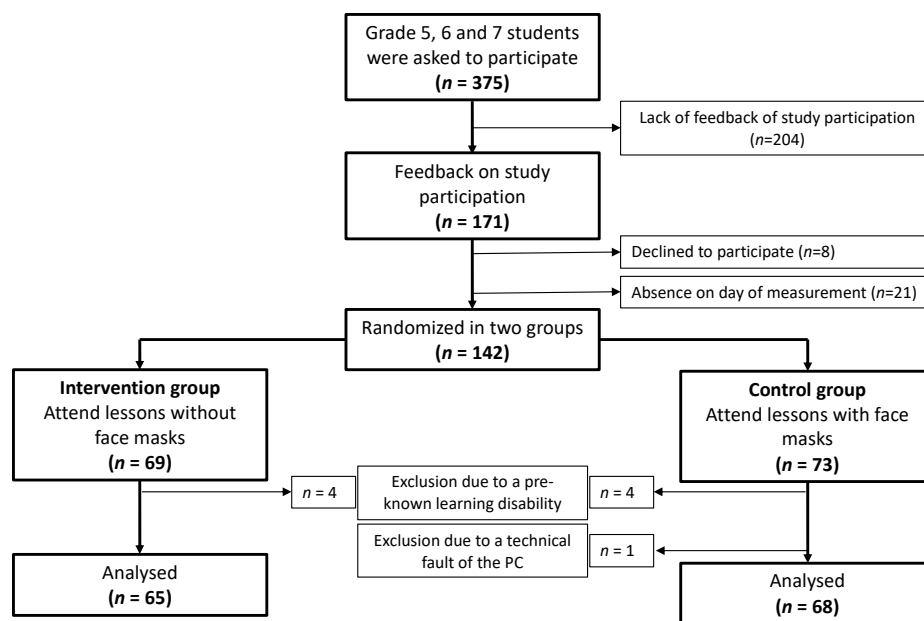 Grade 5, 6 and 7 students
were asked to participate
(n = 375)
Lack of feedback of study participation
(n=204)
Feedback on study
participation
(n = 171)
Declined to participate (n=8)
Absence on day of measurement (n=21)
Randomized in two groups
(n = 142)
Intervention group
Attend lessons without
face masks
(n = 69)
Control group
Attend lessons with face
masks
(n = 73)
n = 4
Exclusion due to a pre-
known learning disability
n = 4
Exclusion due to a technical
fault of the PC
n = 1
Analysed
(n = 65)
Analysed
(n = 68)